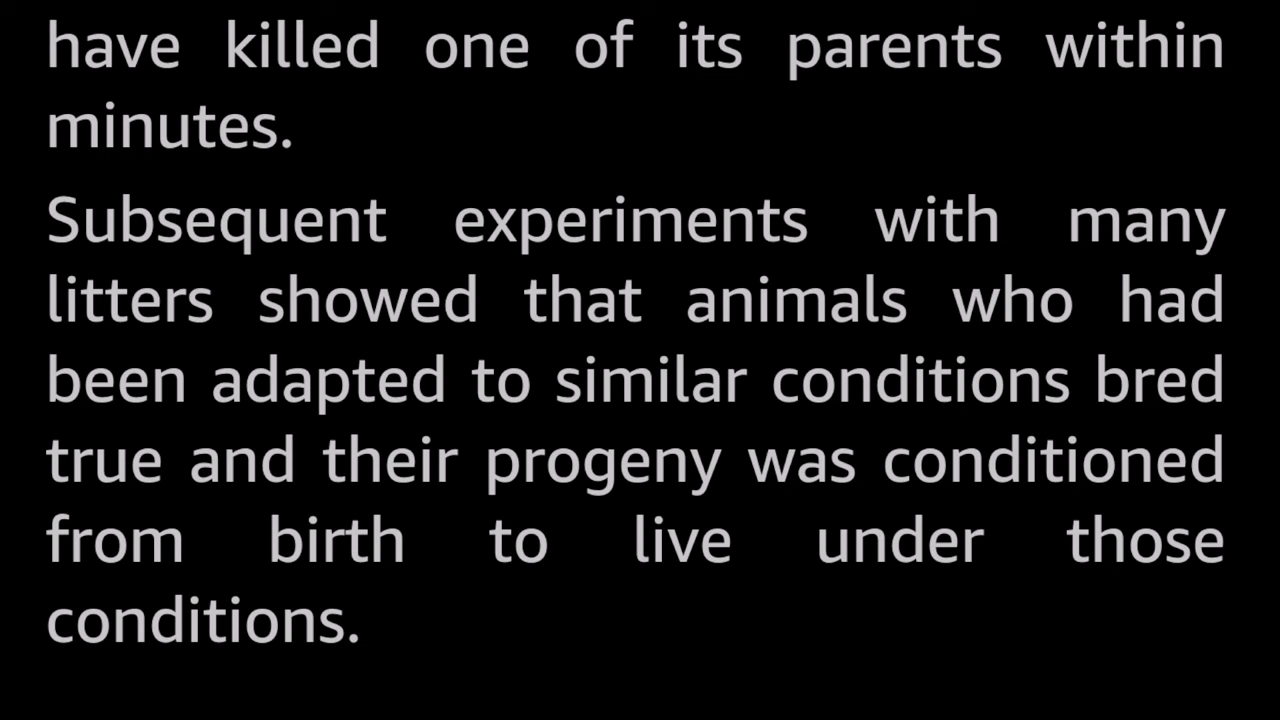 have killed one of its parents within
minutes.
Subsequent experiments with many
litters showed that animals who had
been adapted to similar conditions bred
true and their progeny was conditioned
from birth to live under those
conditions.